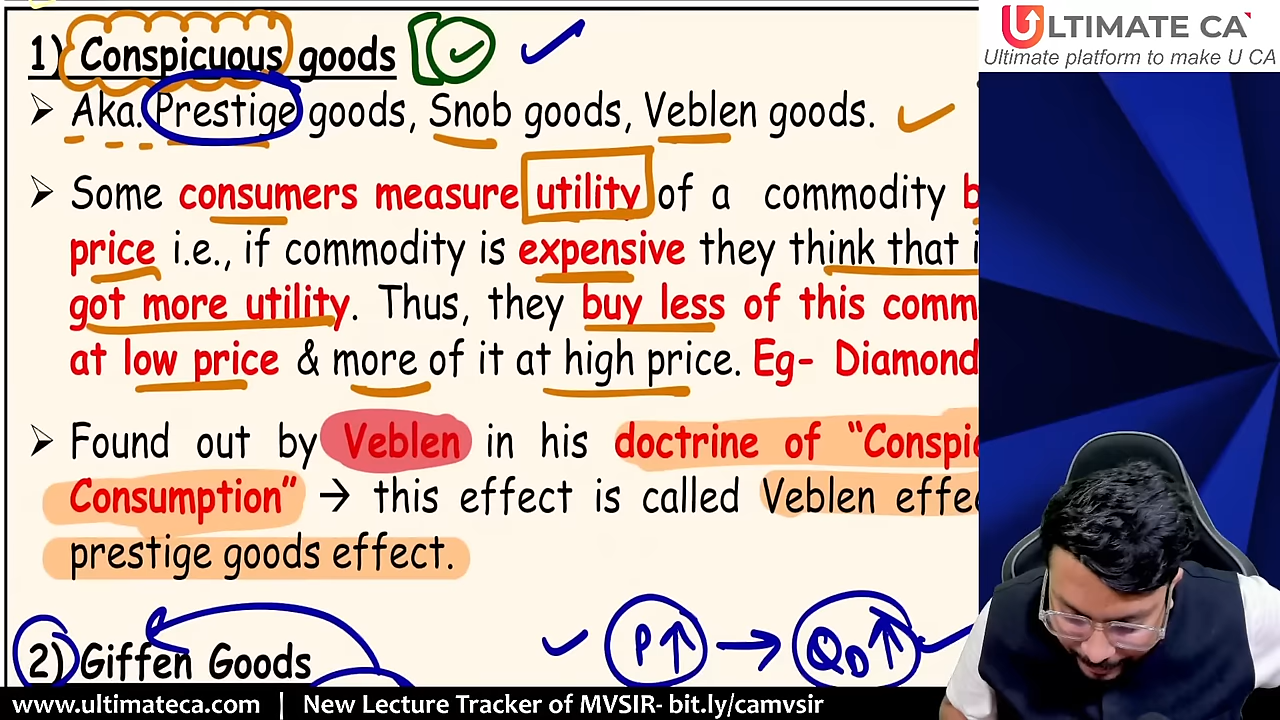 ULTIMATE CA
Ultimate platform to make U CA
1) Conspicuous goods
➤ Aka. Prestige goods, Snob goods, Veblen goods.
➤ Some consumers measure utility of a commodity
price i.e., if commodity is expensive they think that
got more utility. Thus, they buy less of this
at low price & more of it at high price. Eg- Diamond
➤ Found out by Veblen in his doctrine of “
Consumption” → this effect is called Veblen
prestige goods effect.
P↑ → QD↑
2) Giffen Goods
www.ultimateca.com | New Lecture Tracker of MVSIR- bit.ly/camvsir